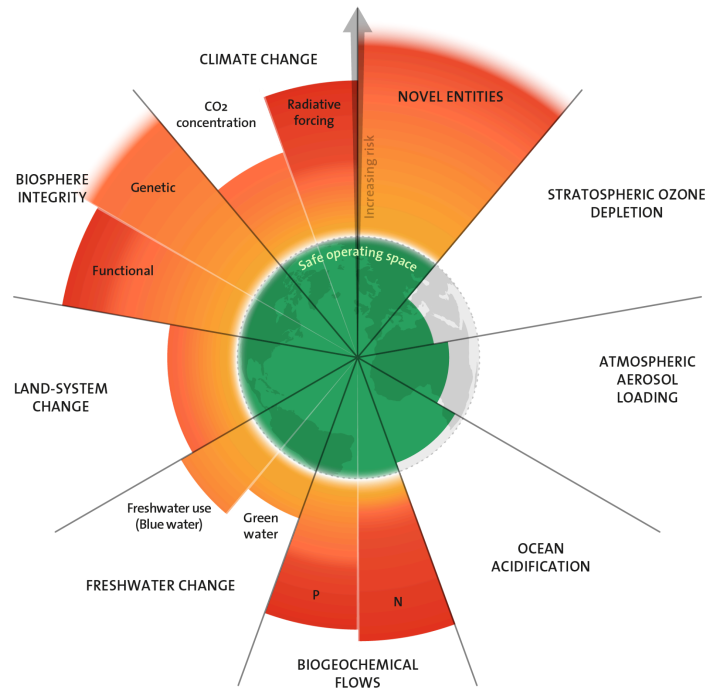 CLIMATE CHANGE
CO2
concentration
Radiative
forcing
NOVEL ENTITIES
Increasing risk
STRATOSPHERIC OZONE
DEPLETION
BIOSPHERE
INTEGRITY
Genetic
Functional
Safe operating space
ATMOSPHERIC
AEROSOL
LOADING
LAND-SYSTEM
CHANGE
Freshwater use
(Blue water)
Green
water
FRESHWATER CHANGE
OCEAN
ACIDIFICATION
P
N
BIOGEOCHEMICAL
FLOWS